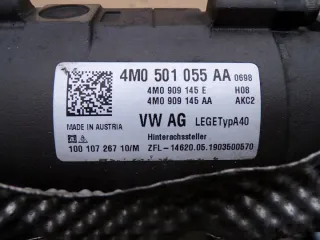 4M0 501 055 AA 0698
4M0 909 145 E H08
4M0 909 145 AA AKC2
MADE IN AUSTRIA
VW AG LEGETypA40
Hinterachssteller
100 107 267 10/M ZFL-14620.05.1903500570